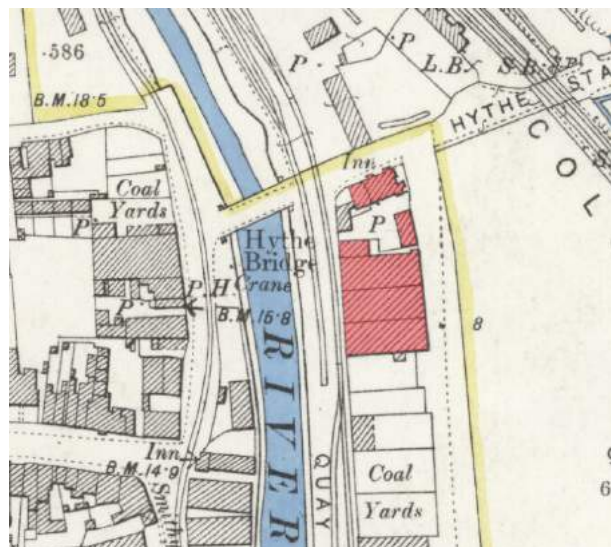 ·586
B.M.18·5
Coal
Yards
P.
P.
P
P
L.B.
S.B.
S.P.
HYTHE STA
COL
Inn
P
Hythe
Bridge
Crane
P.H.
B.M.15·8
8
Inn
B.M.14·9
RIVER
QUAY
Coal
Yards
6